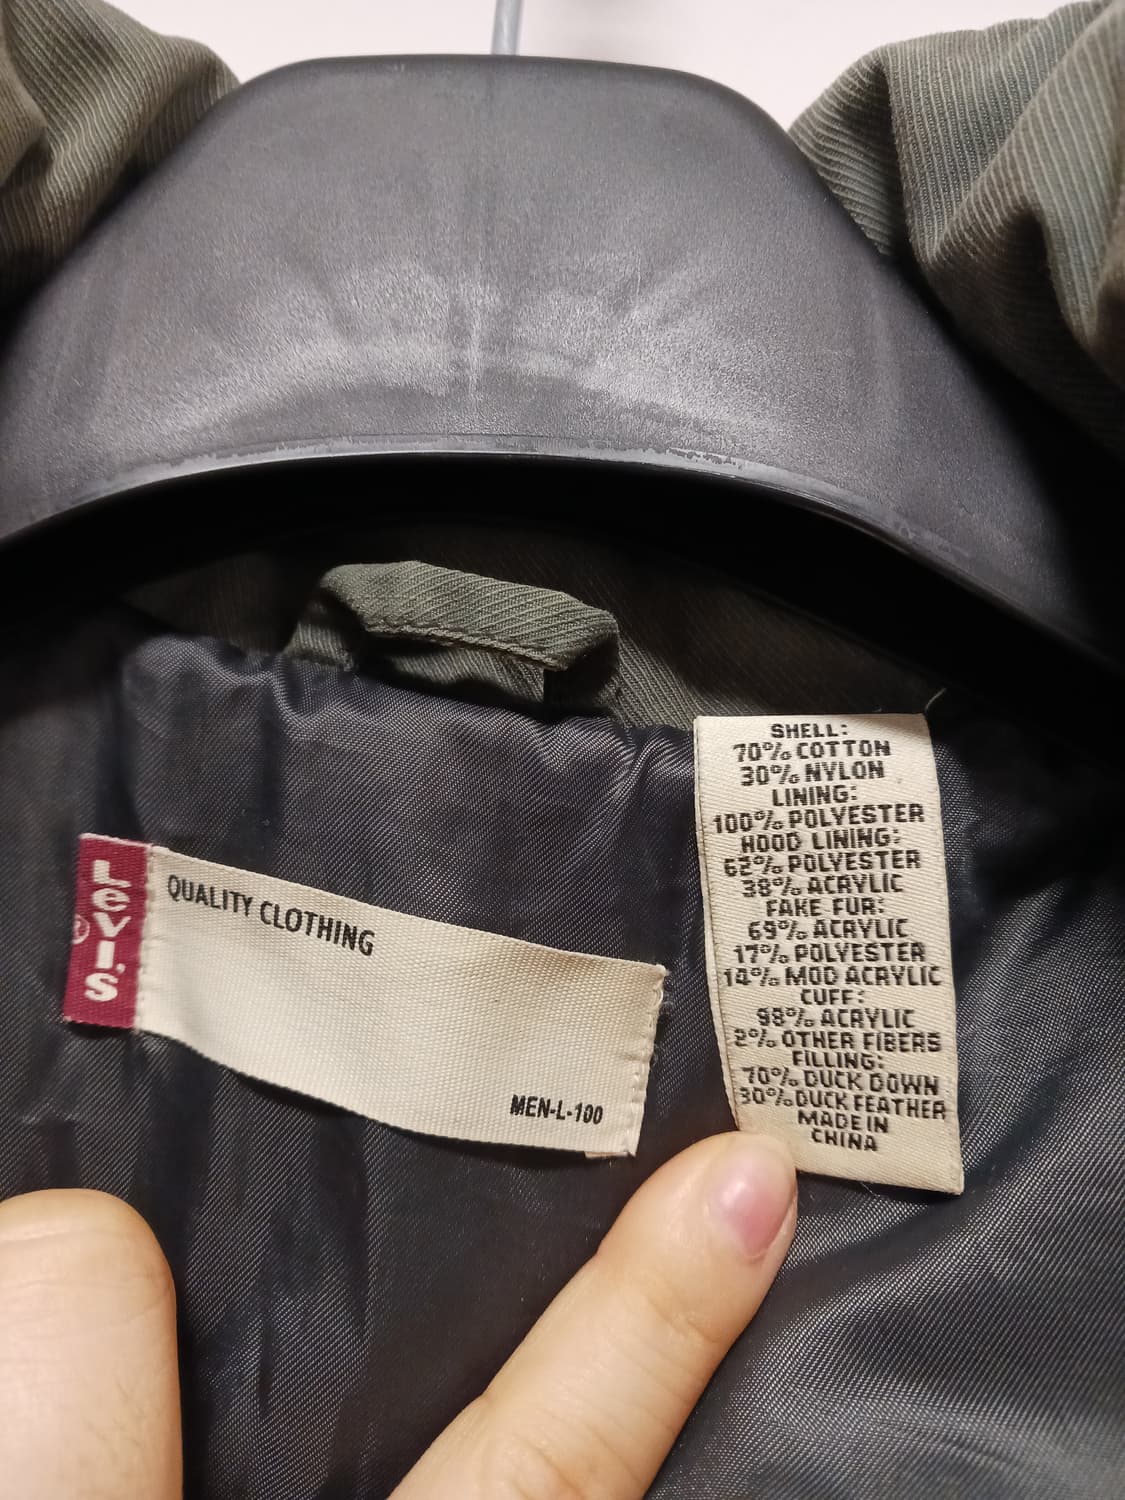 Levi's
®
QUALITY CLOTHING
MEN-L-100
SHELL:
70% COTTON
30% NYLON
LINING:
100% POLYESTER
HOOD LINING:
62% POLYESTER
38% ACRYLIC
FAKE FUR:
69% ACRYLIC
17% POLYESTER
14% MOD ACRYLIC
CUFF:
98% ACRYLIC
2% OTHER FIBERS
FILLING:
70% DUCK DOWN
30% DUCK FEATHER
MADE IN
CHINA